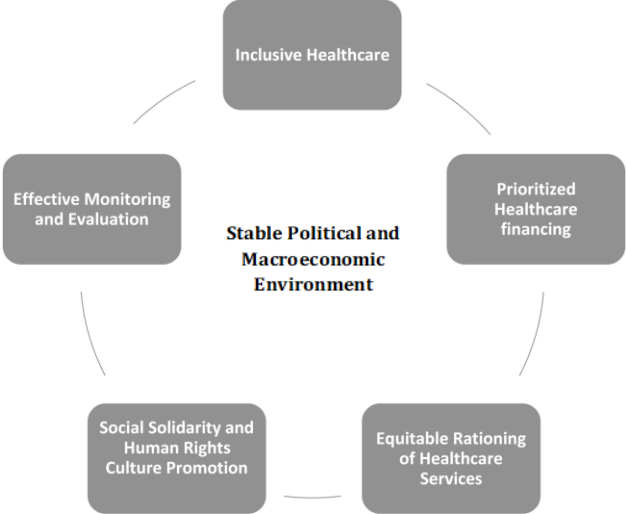 Inclusive Healthcare
Prioritized
Healthcare
financing
Effective Monitoring
and Evaluation
Stable Political and
Macroeconomic
Environment
Social Solidarity and
Human Rights
Culture Promotion
Equitable Rationing
of Healthcare
Services